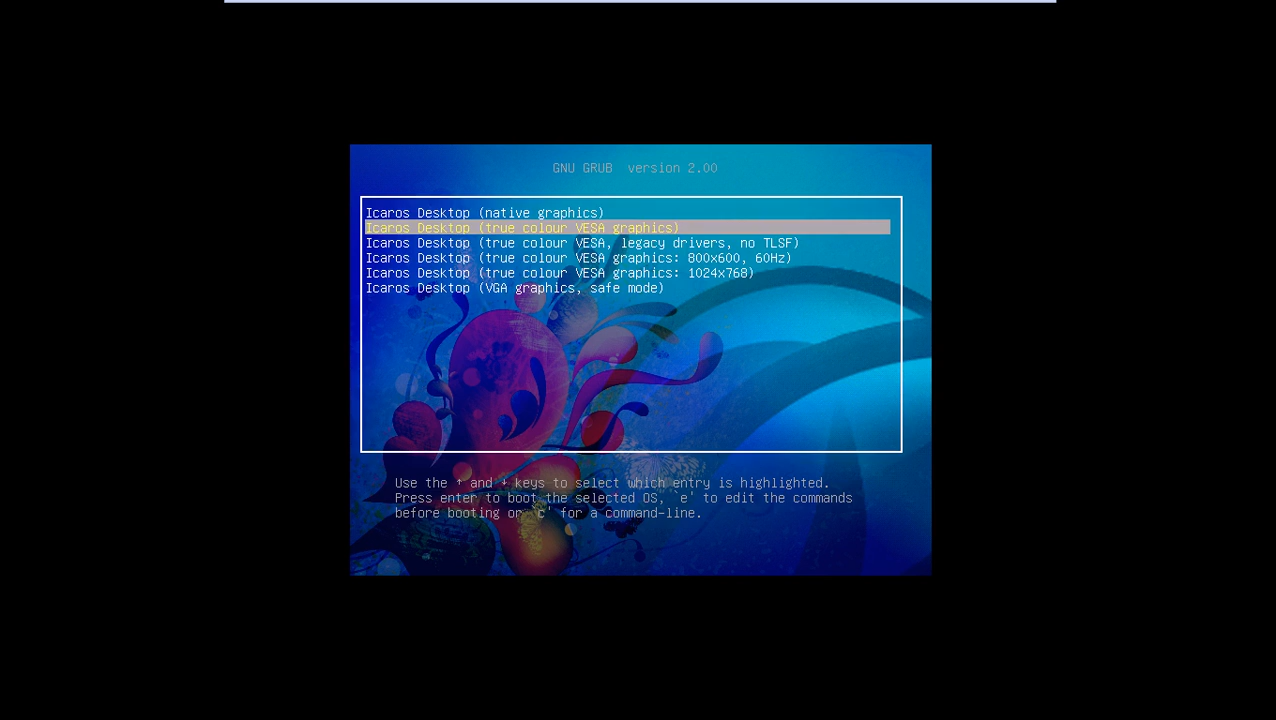 GNU GRUB  version 2.00
Icaros Desktop (native graphics)
Icaros Desktop (true colour VESA graphics)
Icaros Desktop (true colour VESA, legacy drivers, no TLSF)
Icaros Desktop (true colour VESA graphics: 800x600, 60Hz)
Icaros Desktop (true colour VESA graphics: 1024x768)
Icaros Desktop (VGA graphics, safe mode)
Use the ↑ and ↓ keys to select which entry is highlighted.
Press enter to boot the selected OS, `e' to edit the commands
before booting or `c' for a command-line.